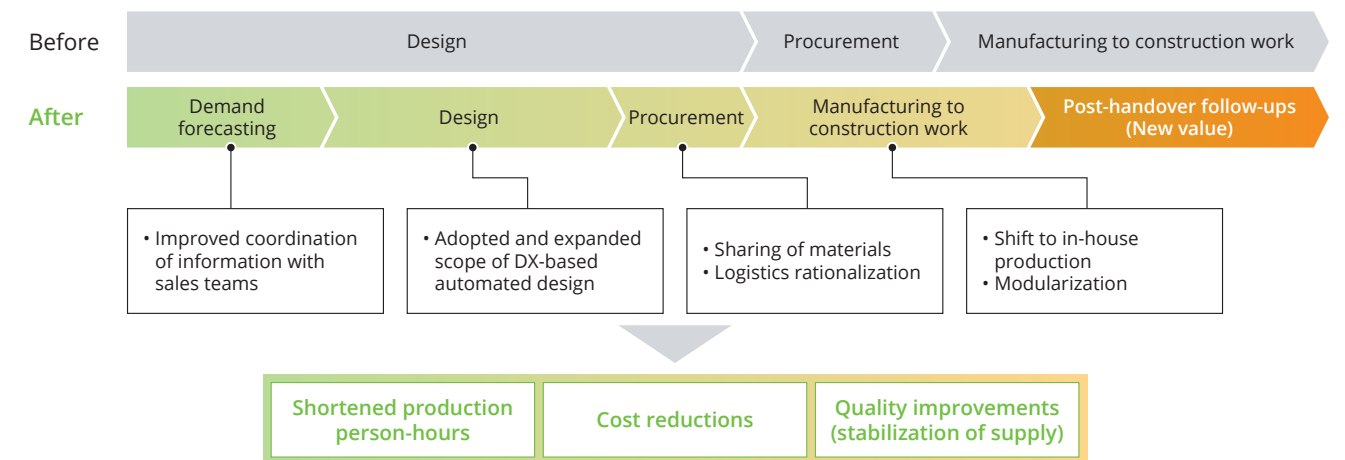 Before
Design
Procurement
Manufacturing to construction work
After
Demand
forecasting
Design
Procurement
Manufacturing to
construction work
Post-handover follow-ups
(New value)
• Improved coordination
of information with
sales teams
• Adopted and expanded
scope of DX-based
automated design
• Sharing of materials
• Logistics rationalization
• Shift to in-house
production
• Modularization
Shortened production
person-hours
Cost reductions
Quality improvements
(stabilization of supply)